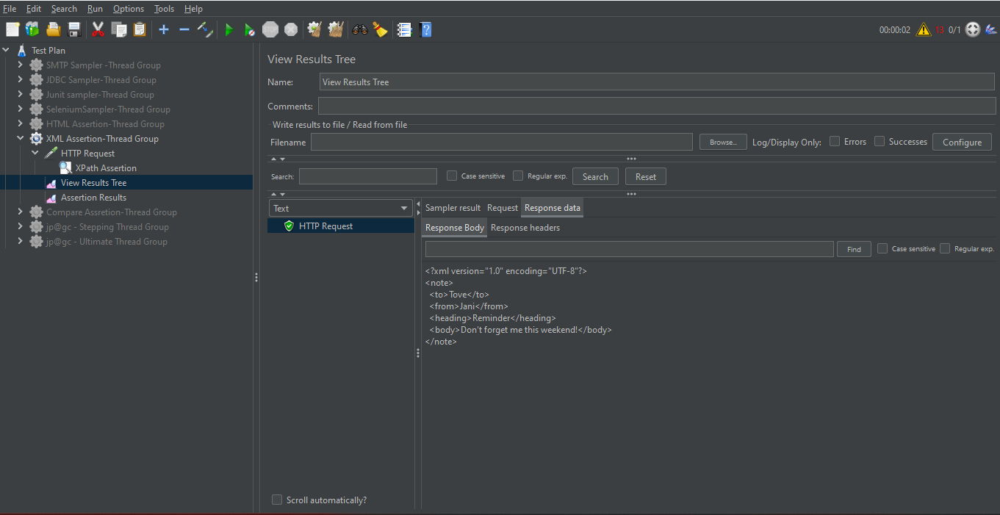 File Edit Search Run Options Tools Help
STOP
00:00:02 13 0/1
Test Plan
SMTP Sampler -Thread Group
JDBC Sampler-Thread Group
Junit sampler-Thread Group
SeleniumSampler-Thread Group
HTML Assertion-Thread Group
XML Assertion-Thread Group
HTTP Request
XPath Assertion
View Results Tree
Assertion Results
Compare Assretion-Thread Group
jp@gc - Stepping Thread Group
jp@gc - Ultimate Thread Group
View Results Tree
Name: View Results Tree
Comments:
Write results to file / Read from file
Filename Browse... Log/Display Only: Errors Successes Configure
Search: Case sensitive Regular exp. Search Reset
Text
HTTP Request
Scroll automatically?
Sampler result Request Response data
Response Body Response headers
Find Case sensitive Regular exp.
<?xml version="1.0" encoding="UTF-8"?>
<note>
<to>Tove</to>
<from>Jani</from>
<heading>Reminder</heading>
<body>Don't forget me this weekend!</body>
</note>